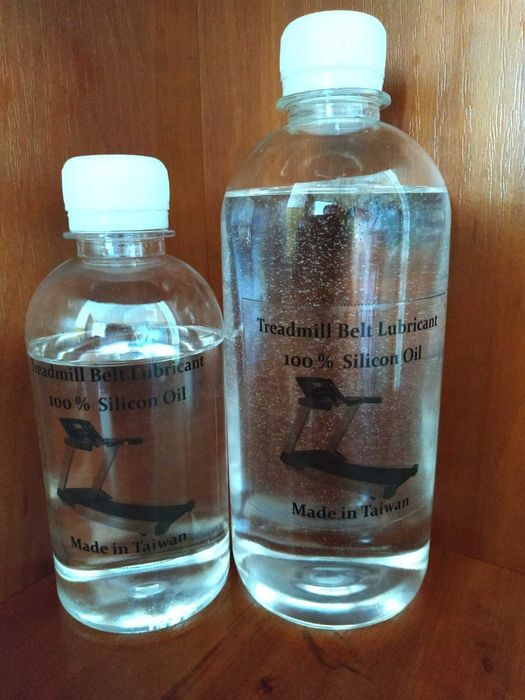 Treadmill Belt Lubricant
100 % Silicon Oil
Made in Taiwan
Treadmill Belt Lubricant
100 % Silicon Oil
Made in Taiwan